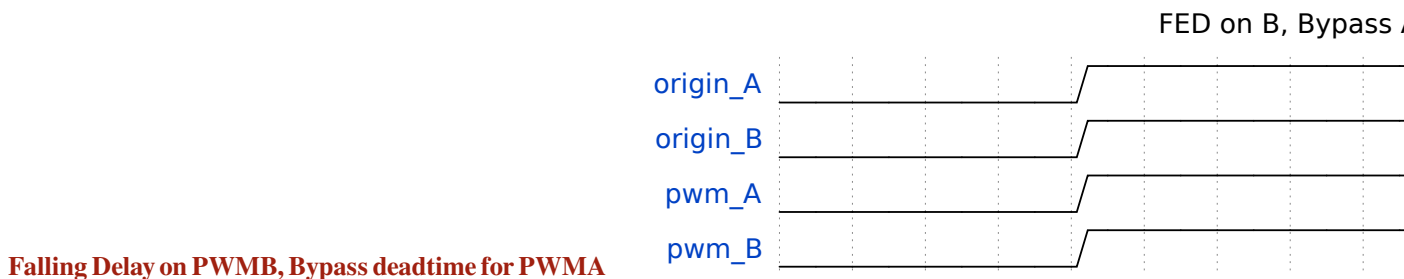 FED on B, Bypass
origin_A
origin_B
pwm_A
pwm_B
Falling Delay on PWMB, Bypass deadtime for PWMA